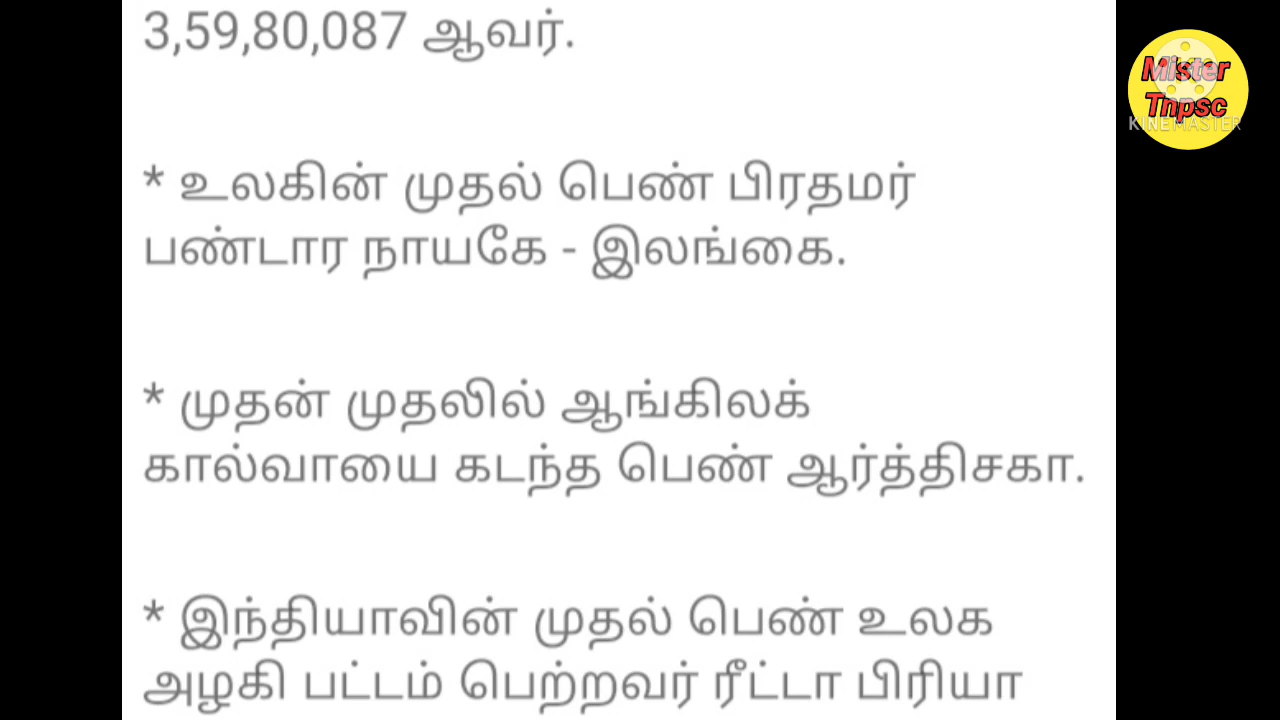 3,59,80,087 ஆவர்.
Mister
Tnpsc
KINEMASTER
* உலகின் முதல் பெண் பிரதமர்
பண்டார நாயகே - இலங்கை.
* முதன் முதலில் ஆங்கிலக்
கால்வாயை கடந்த பெண் ஆர்த்திசகா.
* இந்தியாவின் முதல் பெண் உலக
அழகி பட்டம் பெற்றவர் ரீட்டா பிரியா